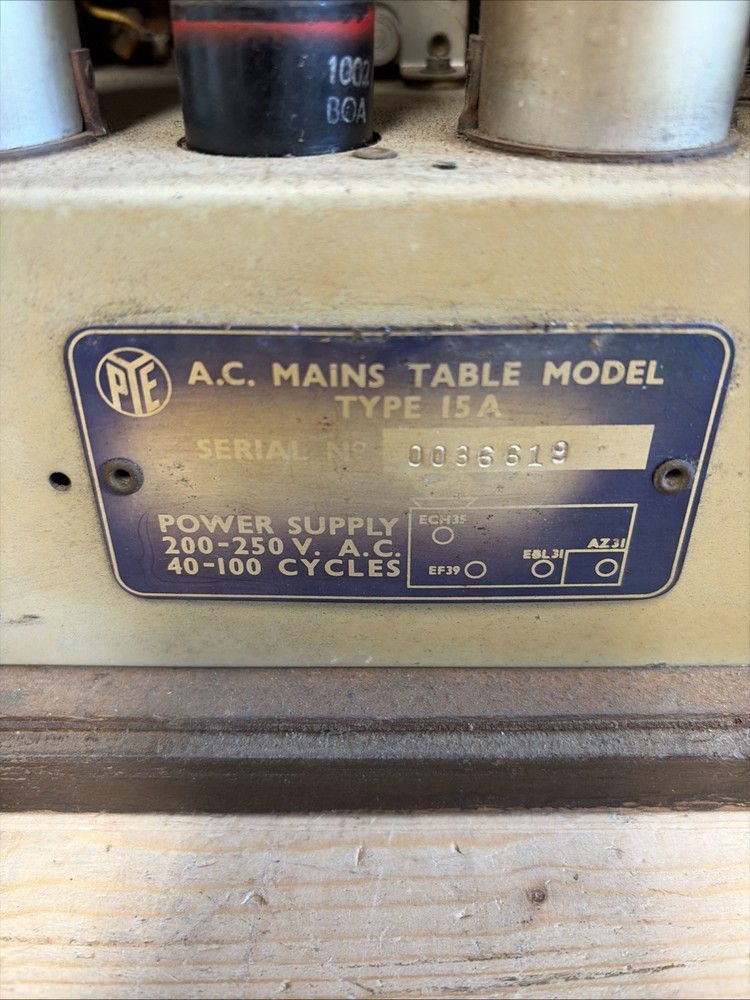 1002
BOA
PYE
A.C. MAINS TABLE MODEL
TYPE 15A
SERIAL Nº 0036619
POWER SUPPLY
200-250 V. A.C.
40-100 CYCLES
ECH35
EF39
EBL31
AZ31